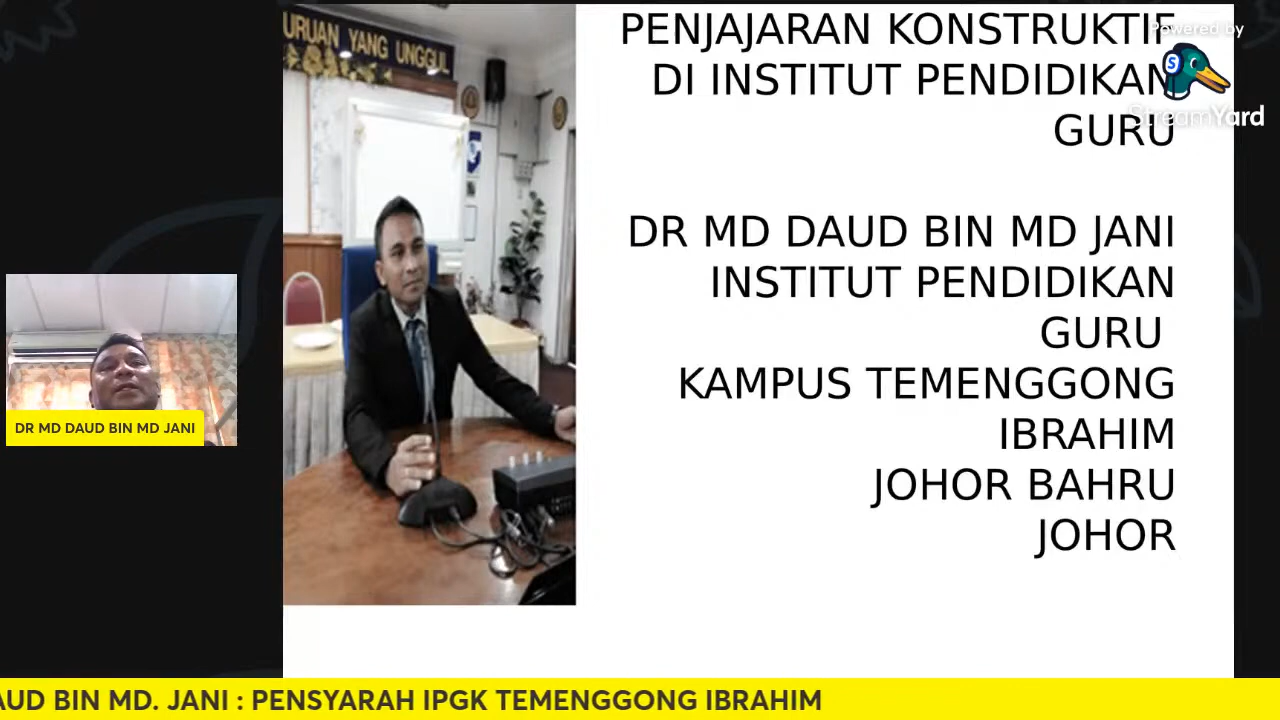 URUAN YANG UNGGUL
PENJAJARAN KONSTRUKTIF
DI INSTITUT PENDIDIKAN
GURU
Powered by
S
StreamYard
DR MD DAUD BIN MD JANI
INSTITUT PENDIDIKAN
GURU
KAMPUS TEMENGGONG
IBRAHIM
JOHOR BAHRU
JOHOR
DR MD DAUD BIN MD JANI
AUD BIN MD. JANI : PENSYARAH IPGK TEMENGGONG IBRAHIM